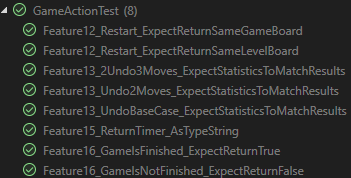 GameActionTest (8)
Feature12_Restart_ExpectReturnSameGameBoard
Feature12_Restart_ExpectReturnSameLevelBoard
Feature13_2Undo3Moves_ExpectStatisticsToMatchResults
Feature13_Undo2Moves_ExpectStatisticsToMatchResults
Feature13_UndoBaseCase_ExpectStatisticsToMatchResults
Feature15_ReturnTimer_AsTypeString
Feature16_GameIsFinished_ExpectReturnTrue
Feature16_GameIsNotFinished_ExpectReturnFalse